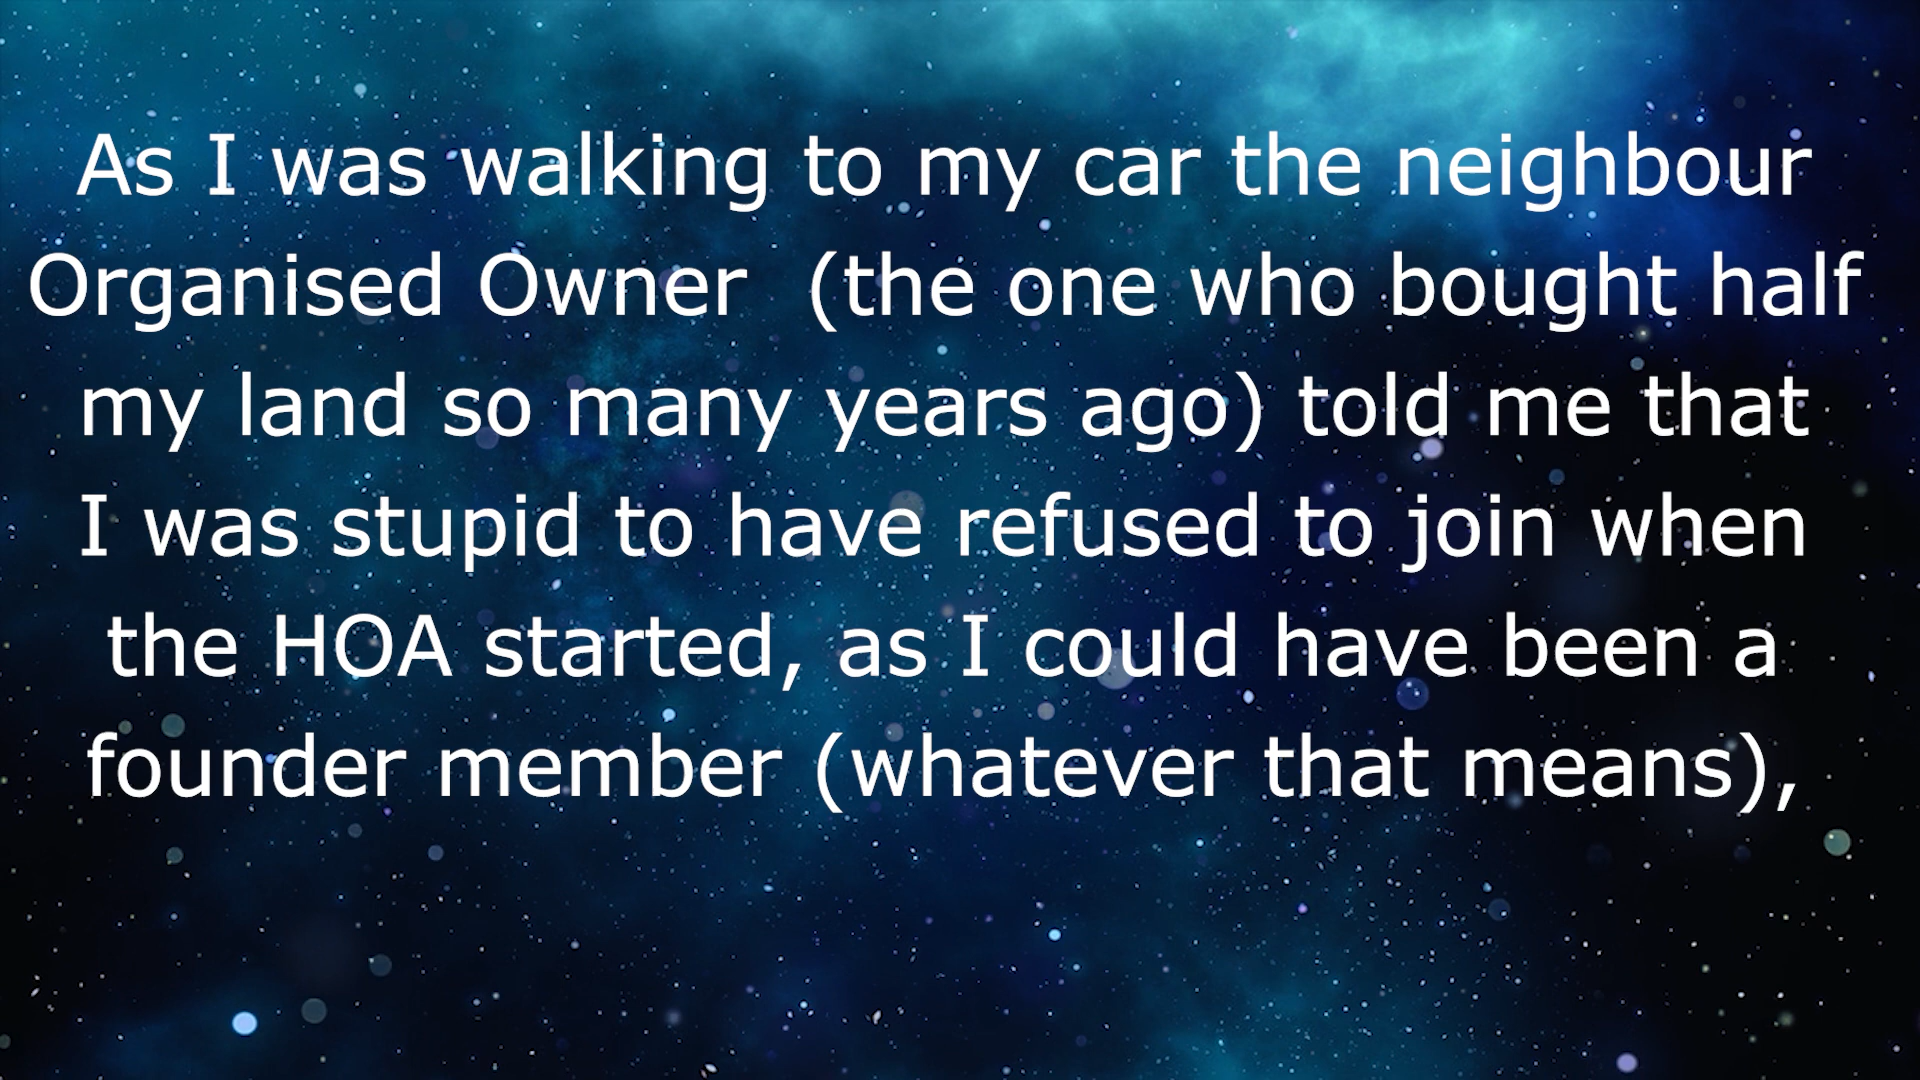 As I was walking to my car the neighbour
Organised Owner  (the one who bought half
my land so many years ago) told me that
I was stupid to have refused to join when
the HOA started, as I could have been a
founder member (whatever that means),